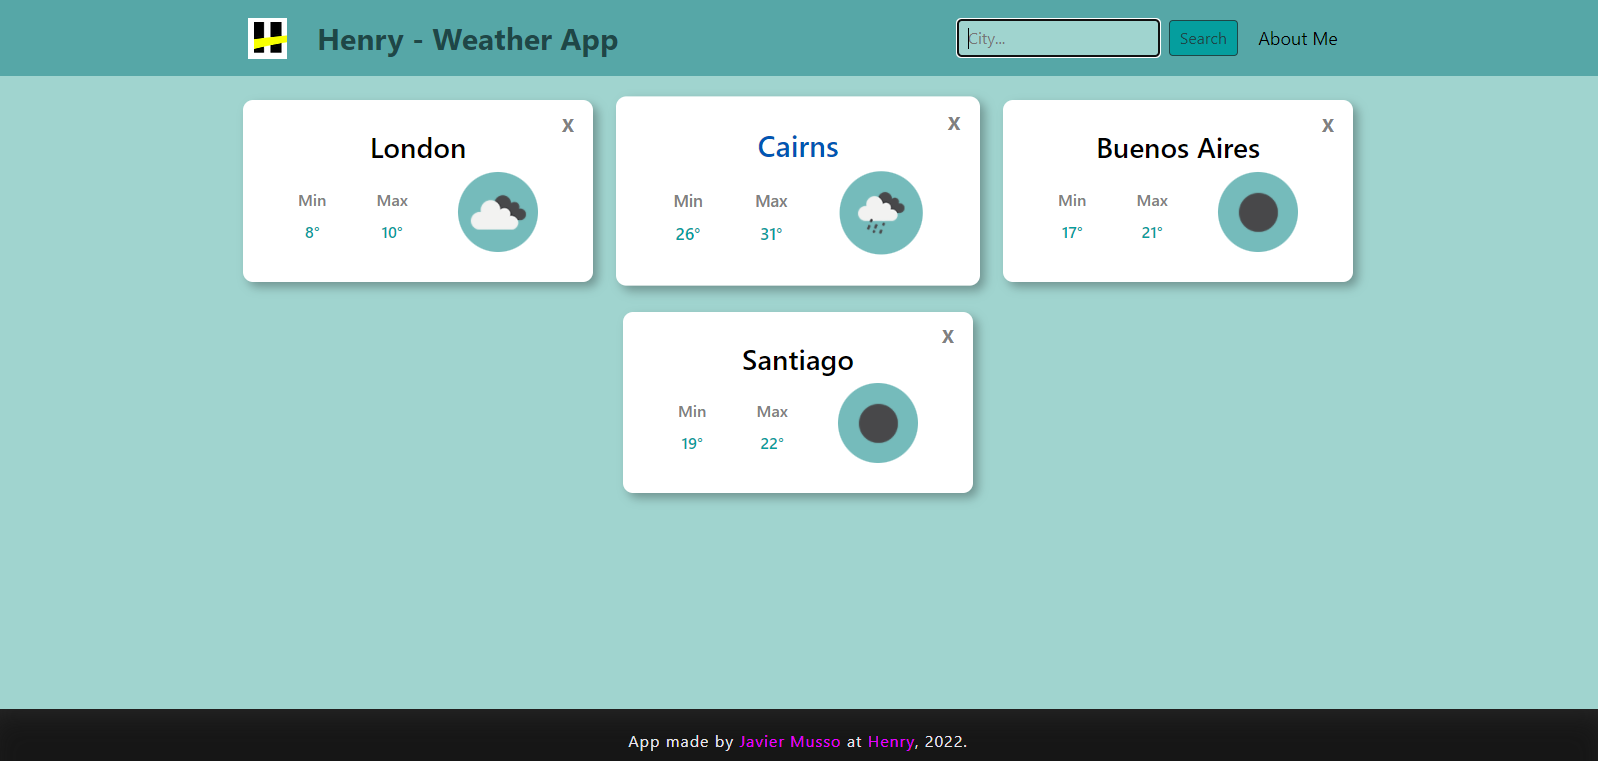 H Henry - Weather App City... Search About Me
X
London
Min Max
8° 10°
X
Cairns
Min Max
26° 31°
X
Buenos Aires
Min Max
17° 21°
X
Santiago
Min Max
19° 22°
App made by Javier Musso at Henry, 2022.